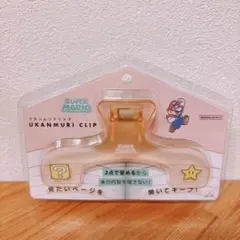 SUPER
MARIO
ウカンムリクリップ
UKANMURI CLIP
2点で留めるから
本の内容を隠さない!
見たいページを
開いてキープ!